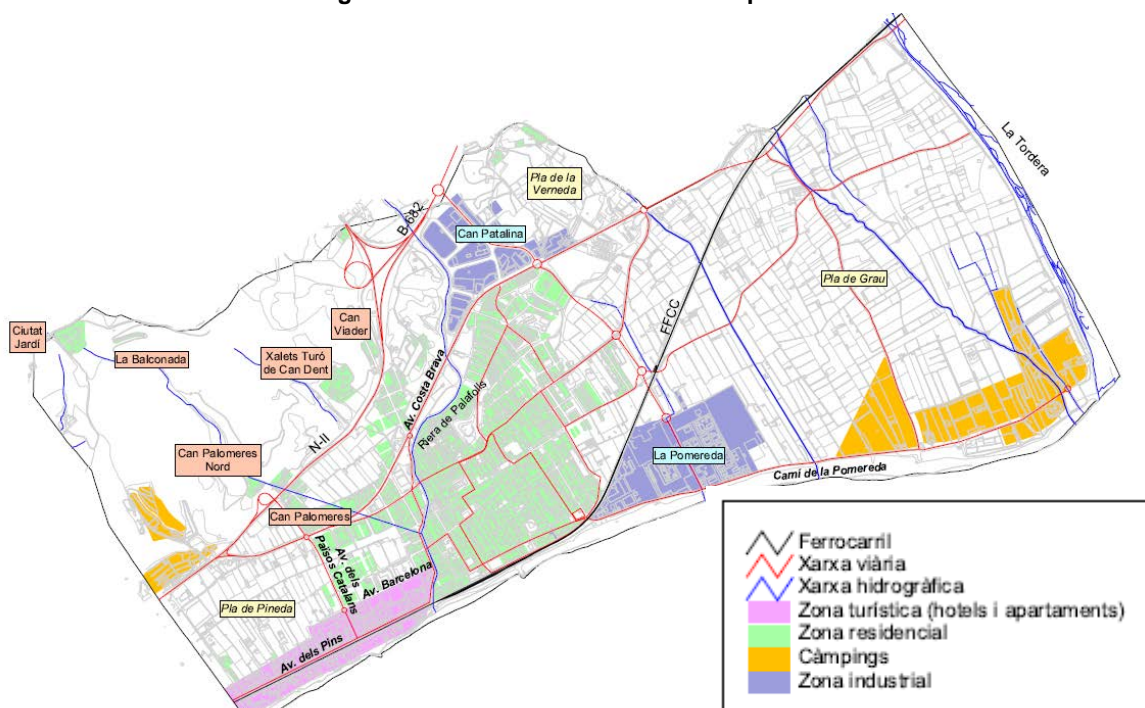 La Tordera
B-682
Pla de la
Verneda
Can Patalina
Pla de Grau
FFCC
Ciutat
Jardí
La Balconada
Xalets Turó
de Can Dent
Can
Viader
Av. Costa Brava
Riera de Palafolls
N-II
Can Palomeres
Nord
La Pomereda
Camí de la Pomereda
Can Palomeres
Av. dels
Països Catalans
Av. Barcelona
Pla de Pineda
Av. dels Pins
Ferrocarril
Xarxa viària
Xarxa hidrogràfica
Zona turística (hotels i apartaments)
Zona residencial
Càmpings
Zona industrial